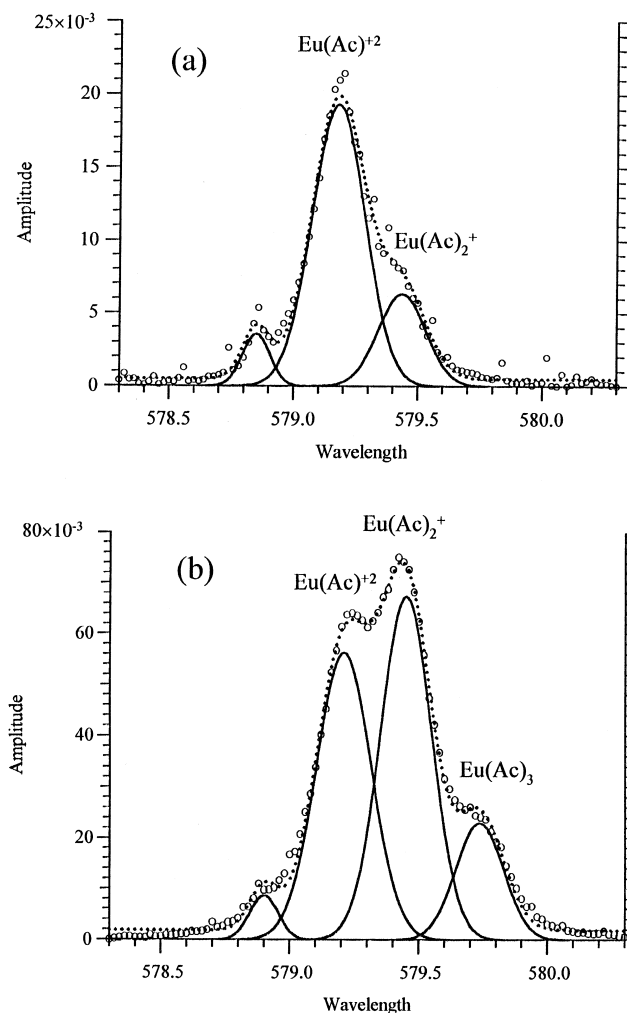 25×10⁻³
(a)
Eu(Ac)⁺²
20
15
Amplitude
10
Eu(Ac)₂⁺
5
0
578.5 579.0 579.5 580.0
Wavelength
80×10⁻³
Eu(Ac)₂⁺
(b)
Eu(Ac)⁺²
60
Amplitude
40
Eu(Ac)₃
20
0
578.5 579.0 579.5 580.0
Wavelength